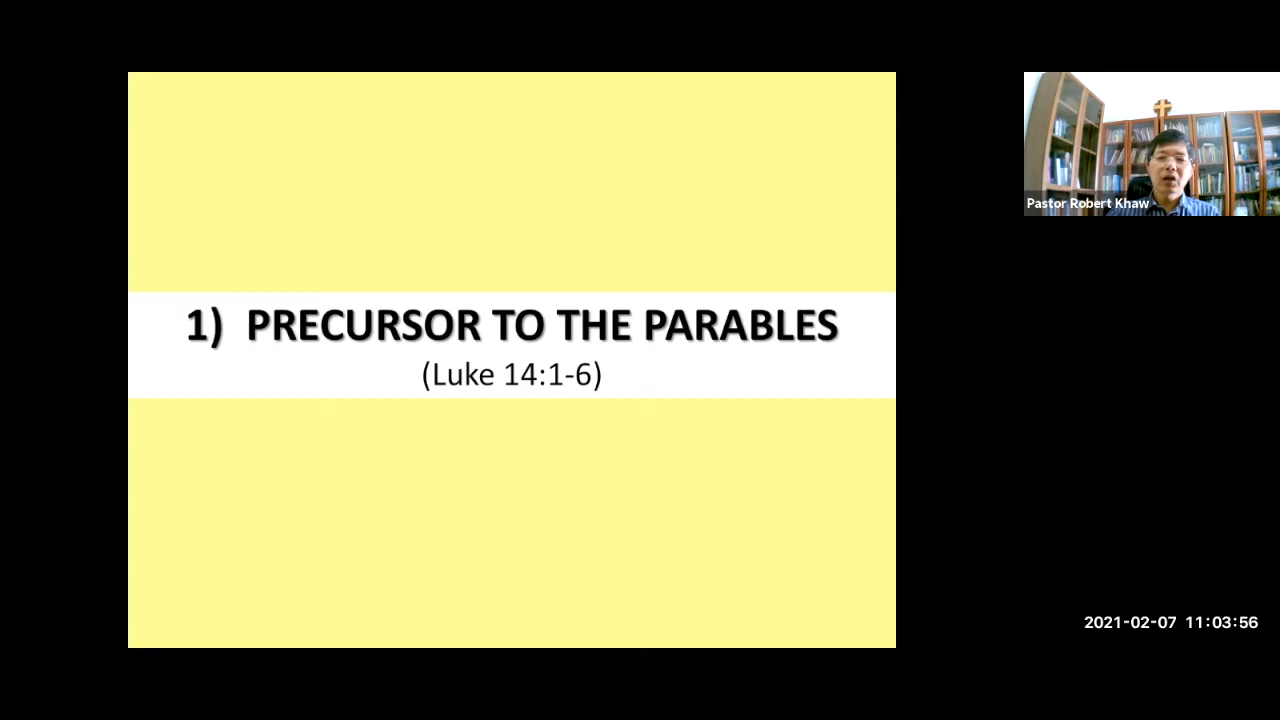 1) PRECURSOR TO THE PARABLES
(Luke 14:1-6)
Pastor Robert Khaw
2021-02-07 11:03:56